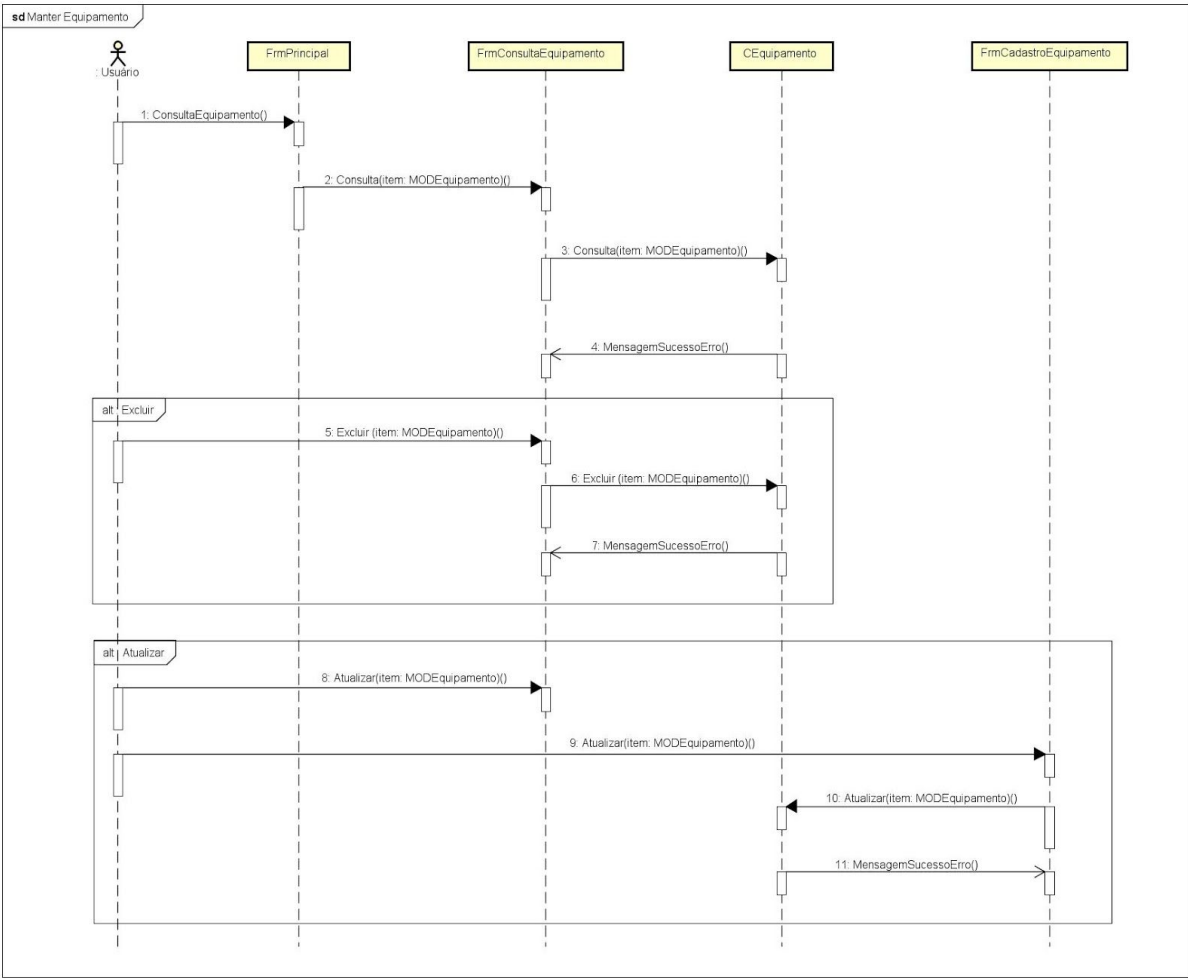 sd Manter Equipamento
: Usuário
FrmPrincipal
FrmConsultaEquipamento
CEquipamento
FrmCadastroEquipamento
1: ConsultaEquipamento()
2: Consulta(item: MODEquipamento)()
3: Consulta(item: MODEquipamento)()
4: MensagemSucessoErro()
alt Excluir
5: Excluir (item: MODEquipamento)()
6: Excluir (item: MODEquipamento)()
7: MensagemSucessoErro()
alt Atualizar
8: Atualizar(item: MODEquipamento)()
9: Atualizar(item: MODEquipamento)()
10: Atualizar(item: MODEquipamento)()
11: MensagemSucessoErro()